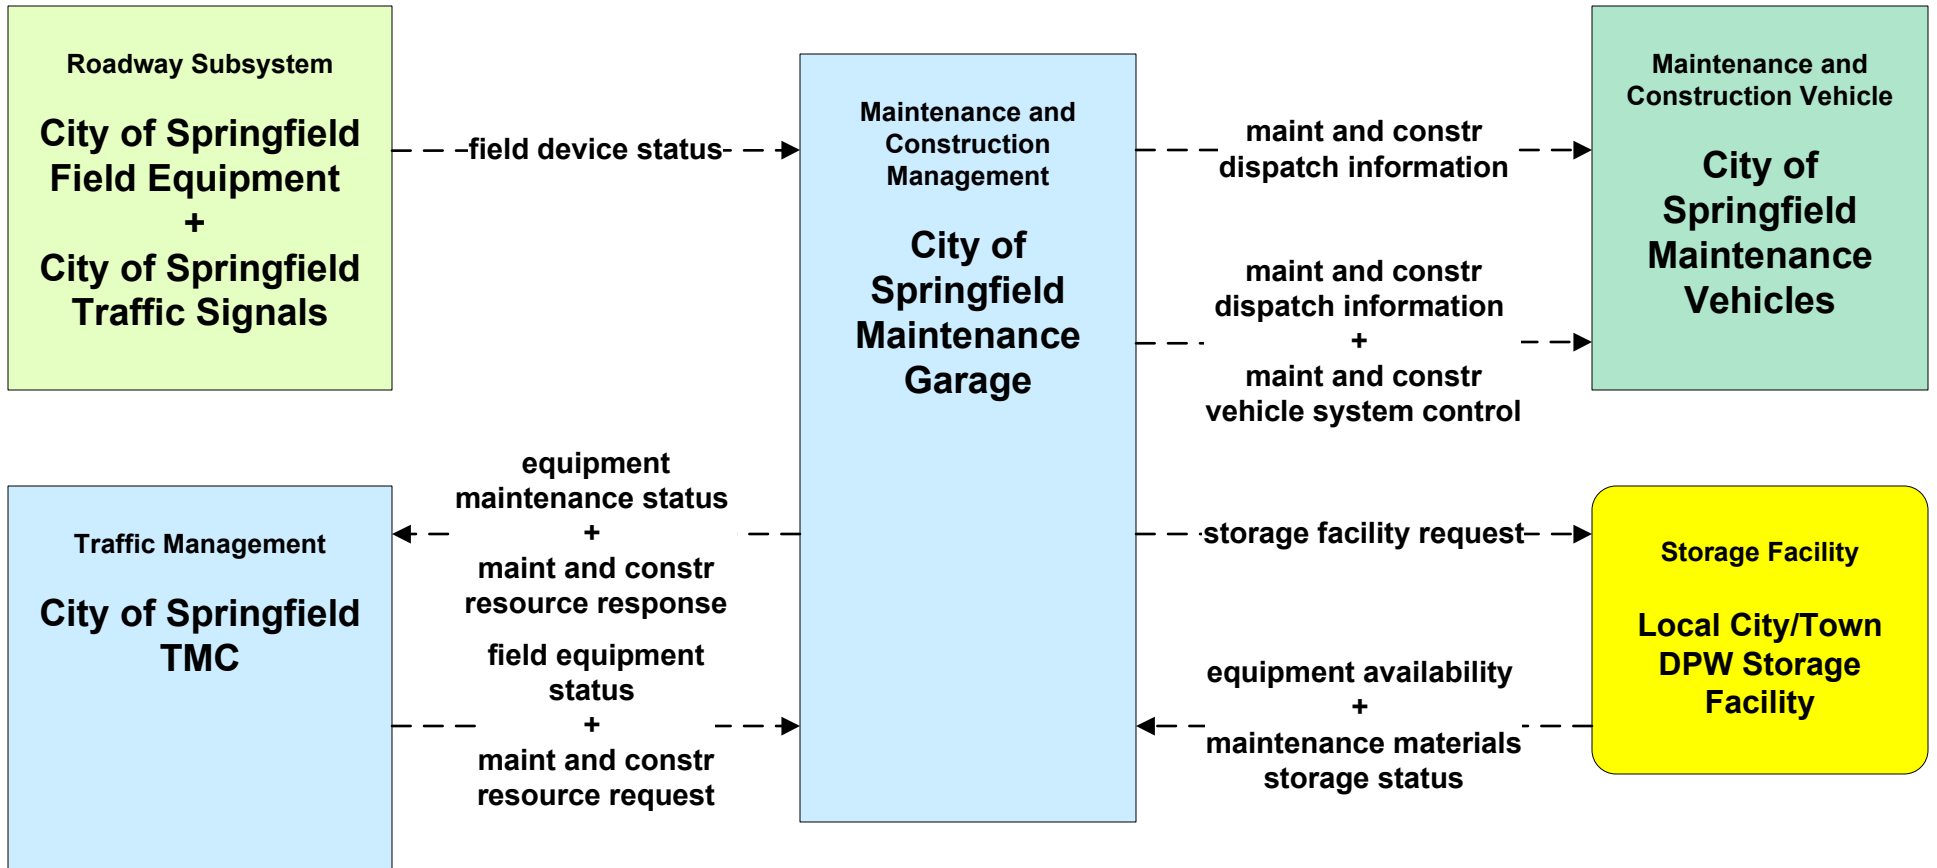 Roadway Subsystem
City of Springfield
Field Equipment
+
City of Springfield
Traffic Signals
field device status
Maintenance and
Construction
Management
City of
Springfield
Maintenance
Garage
maint and constr
dispatch information
maint and constr
dispatch information
+
maint and constr
vehicle system control
Maintenance and
Construction Vehicle
City of
Springfield
Maintenance
Vehicles
Traffic Management
City of Springfield
TMC
equipment
maintenance status
+
maint and constr
resource response
field equipment
status
+
maint and constr
resource request
storage facility request
equipment availability
+
maintenance materials
storage status
Storage Facility
Local City/Town
DPW Storage
Facility